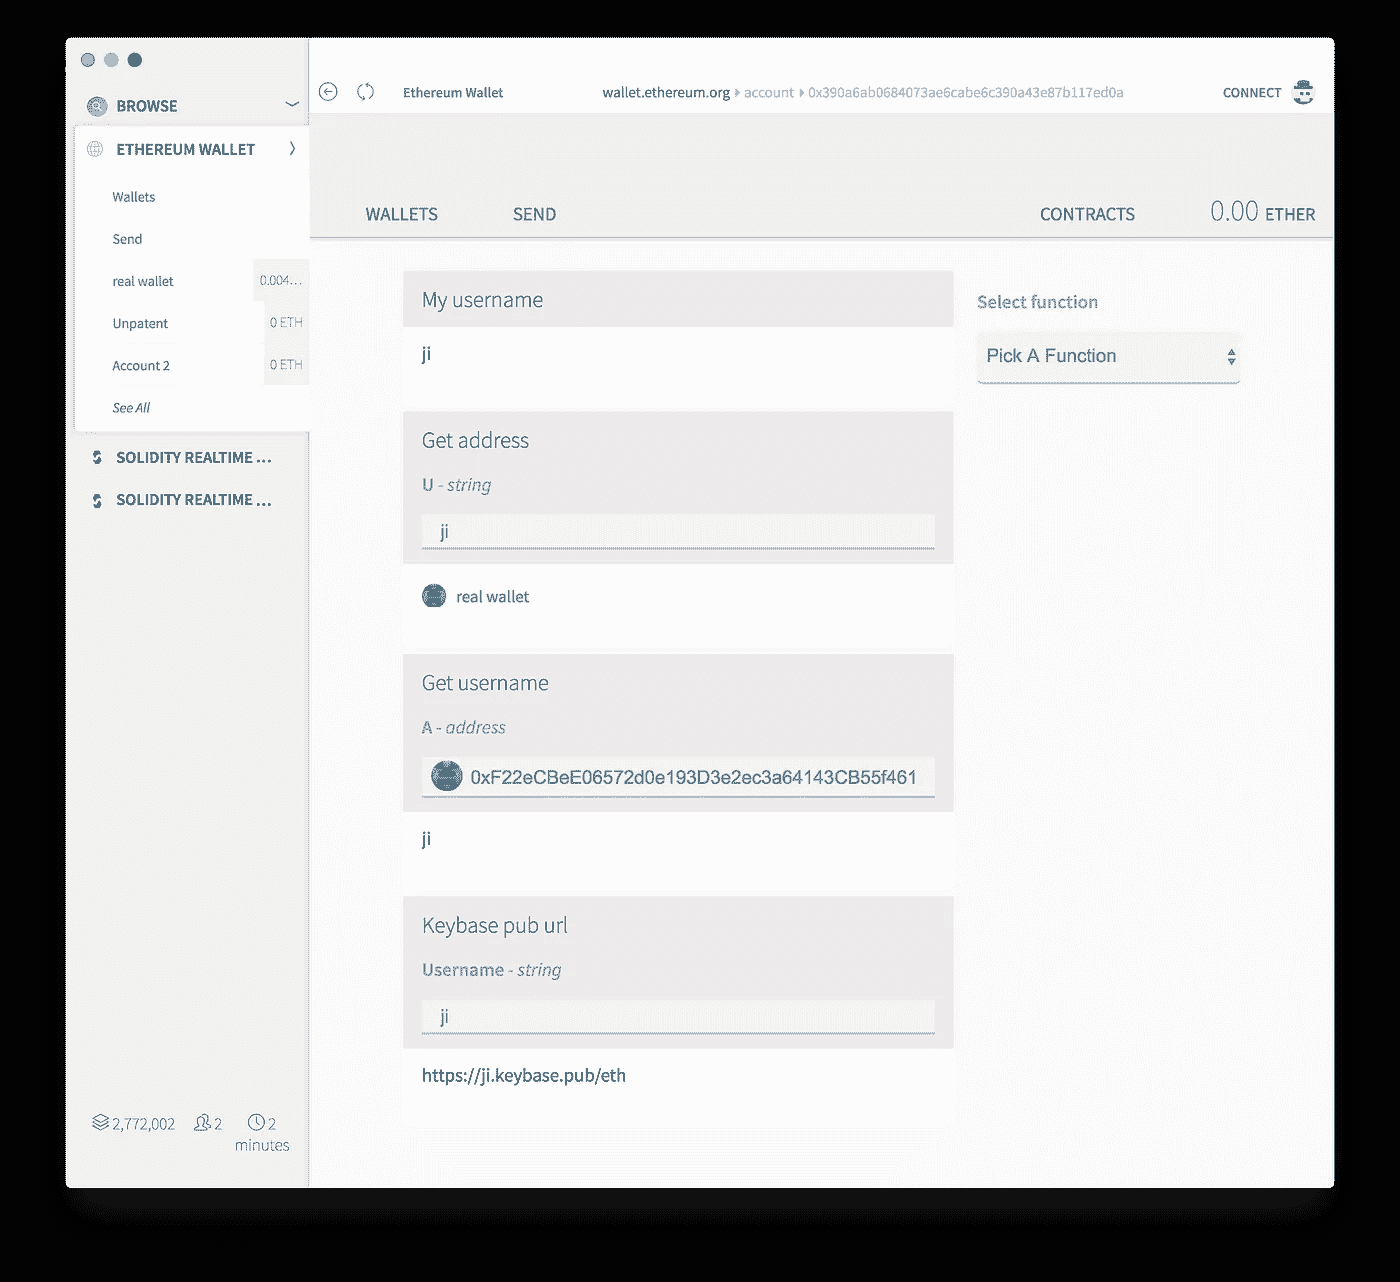 BROWSE
ETHEREUM WALLET
Wallets
Send
real wallet 0.004...
Unpatent 0 ETH
Account 2 0 ETH
See All
SOLIDITY REALTIME ...
SOLIDITY REALTIME ...
2,772,002 2 2
minutes
Ethereum Wallet wallet.ethereum.org account 0x390a6ab0684073ae6cabe6c390a43e87b117ed0a CONNECT
WALLETS SEND CONTRACTS 0.00 ETHER
My username
ji
Get address
U - string
ji
real wallet
Get username
A - address
0xF22eCBeE06572d0e193D3e2ec3a64143CB55f461
ji
Keybase pub url
Username - string
ji
https://ji.keybase.pub/eth
Select function
Pick A Function